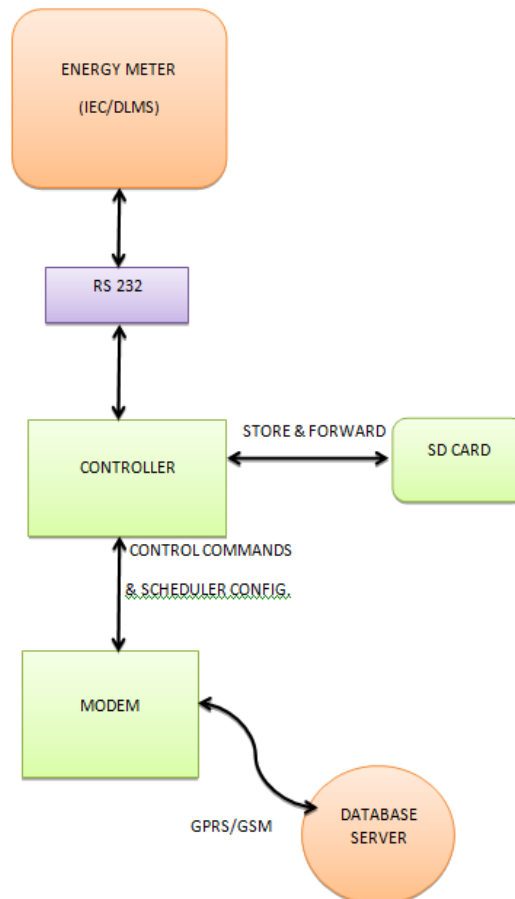 ENERGY METER
(IEC/DLMS)
RS 232
STORE & FORWARD
CONTROLLER
SD CARD
CONTROL COMMANDS
& SCHEDULER CONFIG.
MODEM
GPRS/GSM
DATABASE
SERVER